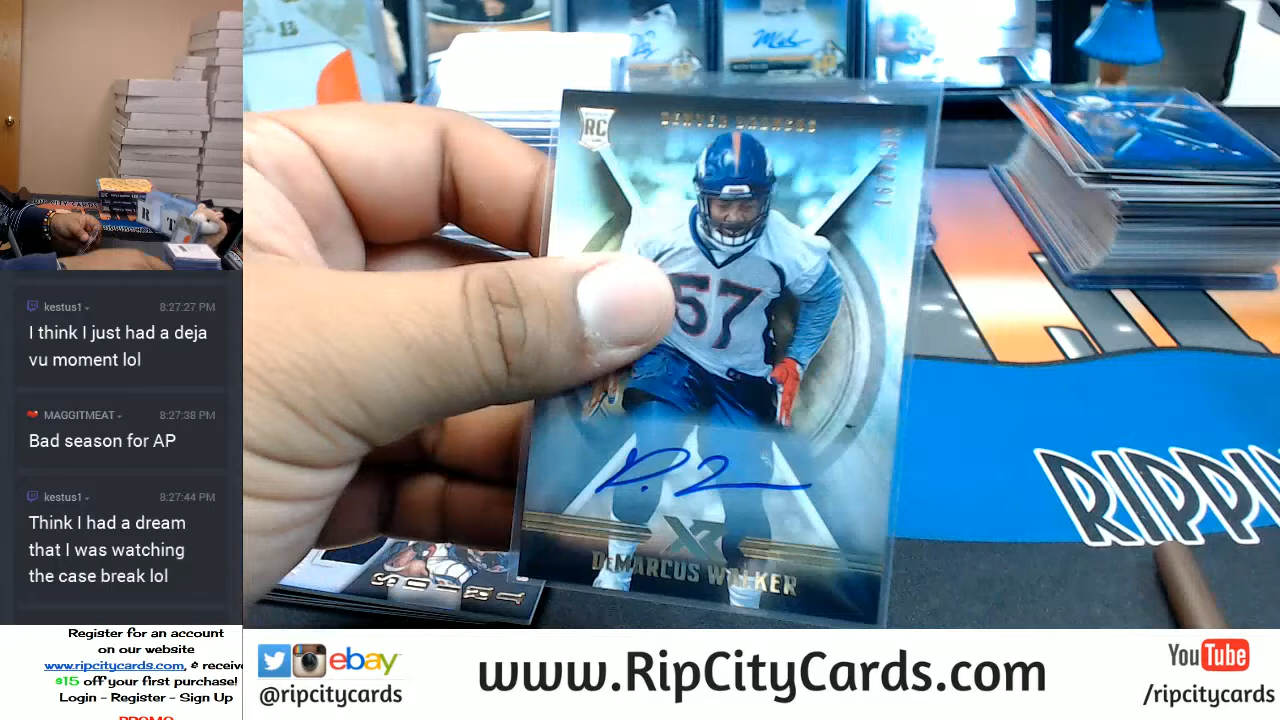 kestus1
8:27:27 PM
I think I just had a deja
vu moment lol
MAGGITMEAT
8:27:38 PM
Bad season for AP
kestus1
8:27:44 PM
Think I had a dream
that I was watching
the case break lol
Register for an account
on our website
www.ripcitycards.com, & receive
$15 off your first purchase!
Login - Register - Sign Up
PROMO
RC
DENVER BRONCOS
57
XR
DeMARCUS WALKER
RIPPIN
@ripcitycards
ebay
www.RipCityCards.com
YouTube
/ripcitycards